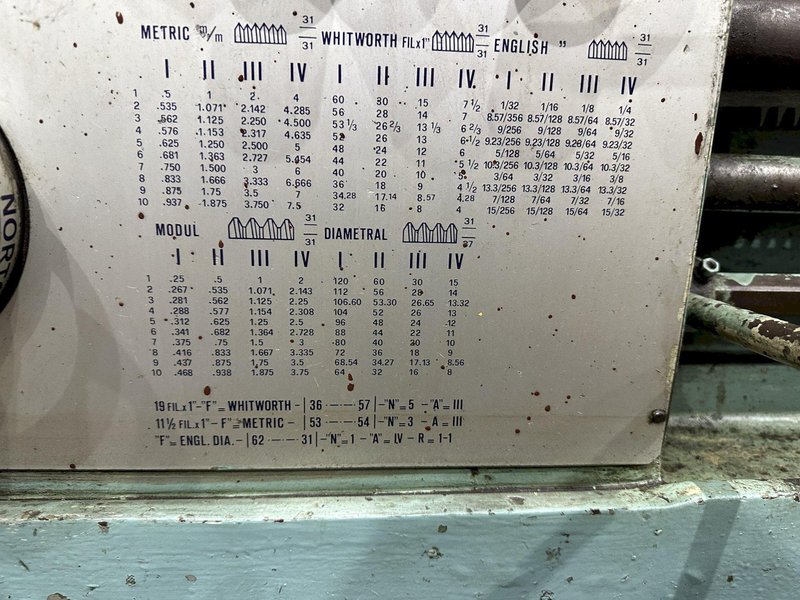 METRIC m/m 31/31 WHITWORTH FIL x 1" 31/31 ENGLISH " 31/31
I II III IV I II III IV I II III IV
1 .5 1 2 4 60 80 15 7 1/2 1/32 1/16 1/8 1/4
2 .535 1.071 2.142 4.285 56 28 14 7 8.57/356 8.57/128 8.57/64 8.57/32
3 .562 1.125 2.250 4.500 53 1/3 26 2/3 13 1/3 6 2/3 9/256 9/128 9/64 9/32
4 .576 1.153 2.317 4.635 52 26 13 6 1/2 9.23/256 9.23/128 9.23/64 9.23/32
5 .625 1.250 2.500 5 48 24 12 6 5/128 5/64 5/32 5/16
6 .681 1.363 2.727 5.454 44 22 11 5 1/2 10.3/256 10.3/128 10.3/64 10.3/32
7 .750 1.500 3 6 40 20 10 5 3/64 3/32 3/16 3/8
8 .833 1.666 3.333 6.666 36 18 9 4 1/2 13.3/256 13.3/128 13.3/64 13.3/32
9 .875 1.75 3.5 7 34.28 17.14 8.57 4.28 7/128 7/64 7/32 7/16
10 .937 1.875 3.750 7.5 32 16 8 4 15/256 15/128 15/64 15/32
NORT
MODUL 31/31 DIAMETRAL 31/37
I II III IV I II III IV
1 .25 .5 1 2 120 60 30 15
2 .267 .535 1.071 2.143 112 56 28 14
3 .281 .562 1.125 2.25 106.60 53.30 26.65 13.32
4 .288 .577 1.154 2.308 104 52 26 13
5 .312 .625 1.25 2.5 96 48 24 12
6 .341 .682 1.364 2.728 88 44 22 11
7 .375 .75 1.5 3 80 40 20 10
8 .416 .833 1.667 3.335 72 36 18 9
9 .437 .875 1.75 3.5 68.54 34.27 17.13 8.56
10 .468 .938 1.875 3.75 64 32 16 8
19 FIL.x 1"-"F"= WHITWORTH -| 36 - -- - 57 |-"N"= 5 -"A"= III
11 1/2 FIL.x 1"- F"= METRIC -| 53 - -- - 54 |-"N"= 3 - A = III
"F"= ENGL. DIA. -| 62 - -- - 31 |-"N"= 1 - "A"= IV - R = 1-1